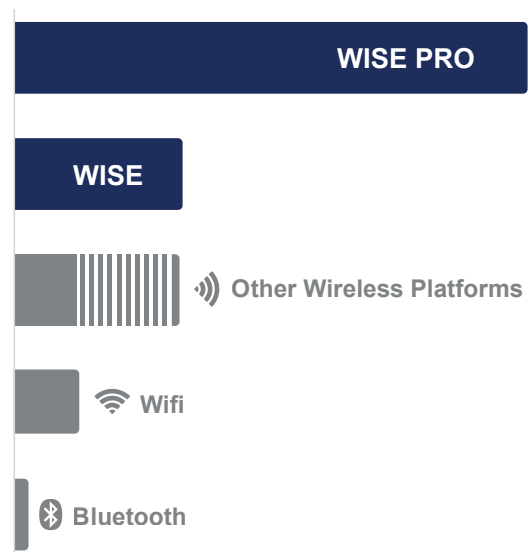 WISE PRO
WISE
Other Wireless Platforms
Wifi
Bluetooth